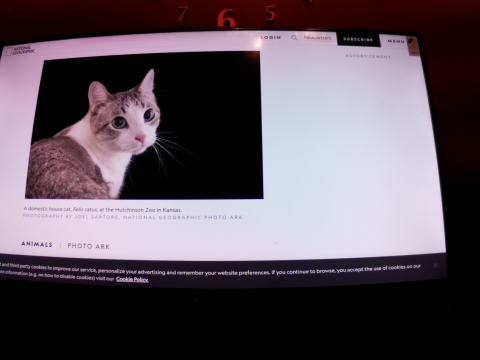 7 6 5
NATIONAL GEOGRAPHIC
LOGIN Newsletters SUBSCRIBE MENU
ADVERTISEMENT
A domestic house cat, Felis catus, at the Hutchinson Zoo in Kansas.
PHOTOGRAPHY BY JOEL SARTORE, NATIONAL GEOGRAPHIC PHOTO ARK
ANIMALS | PHOTO ARK
and third party cookies to improve our service, personalize your advertising and remember your website preferences. If you continue to browse, you accept the use of cookies on our
information (e.g. on how to disable cookies) visit our Cookie Policy.